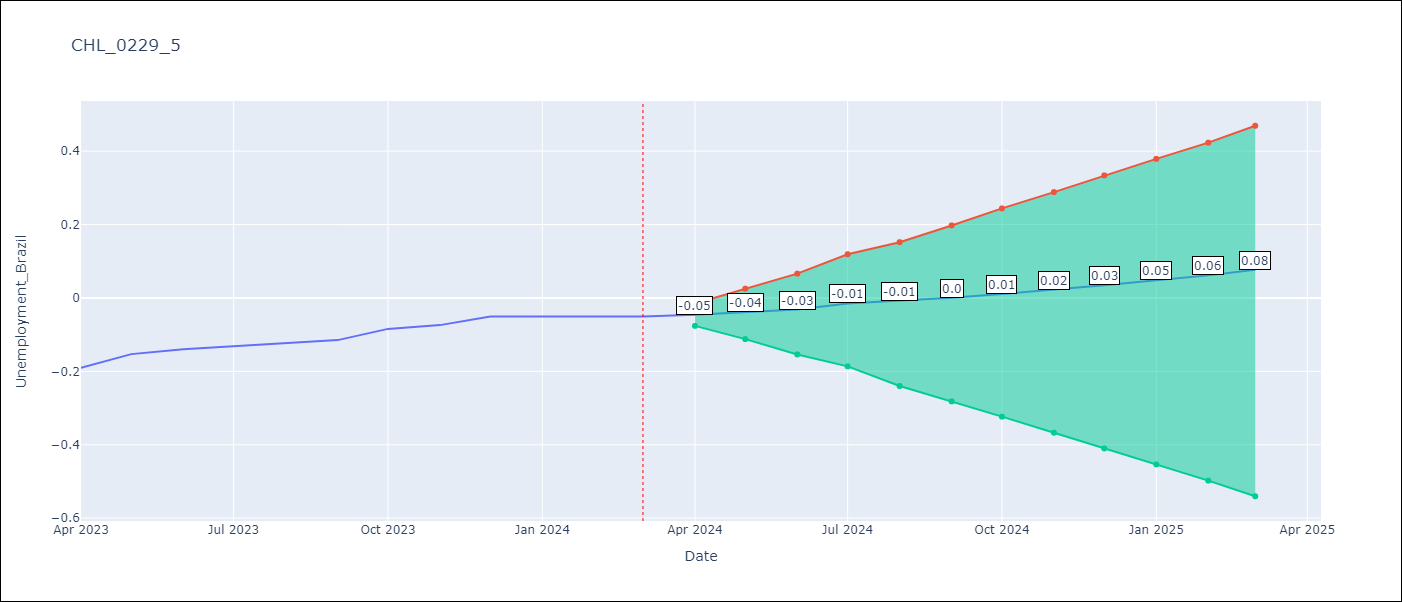 CHL_0229_5
Unemployment_Brazil
0.4
0.2
0
−0.2
−0.4
−0.6
-0.05
-0.04
-0.03
-0.01
-0.01
0.0
0.01
0.02
0.03
0.05
0.06
0.08
Apr 2023
Jul 2023
Oct 2023
Jan 2024
Apr 2024
Jul 2024
Oct 2024
Jan 2025
Apr 2025
Date